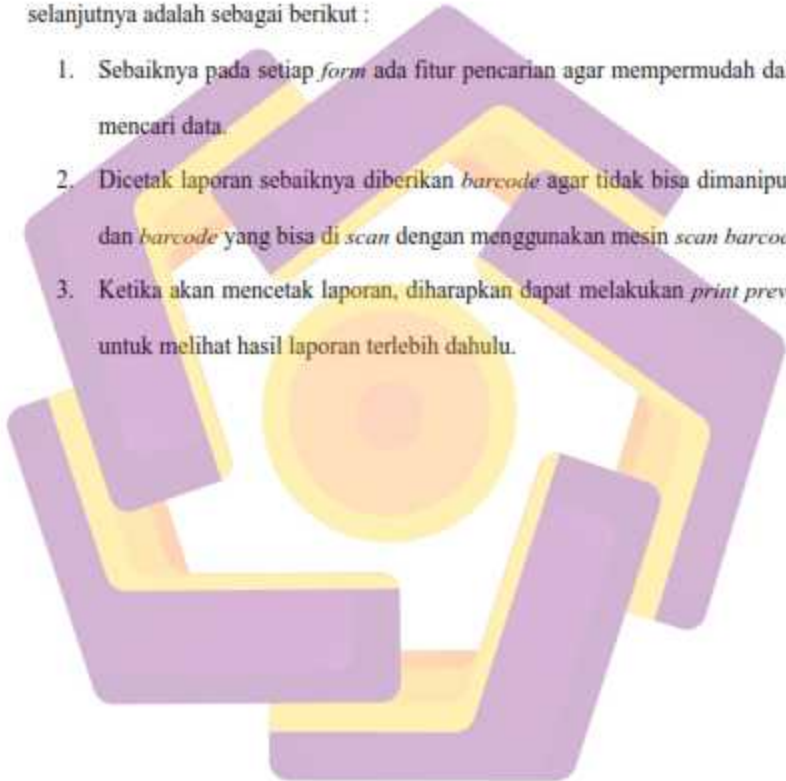 selanjutnya adalah sebagai berikut :
1. Sebaiknya pada setiap form ada fitur pencarian agar mempermudah da
mencari data.
2. Dicetak laporan sebaiknya diberikan barcode agar tidak bisa dimanipu
dan barcode yang bisa di scan dengan menggunakan mesin scan barcod
3. Ketika akan mencetak laporan, diharapkan dapat melakukan print prev
untuk melihat hasil laporan terlebih dahulu.